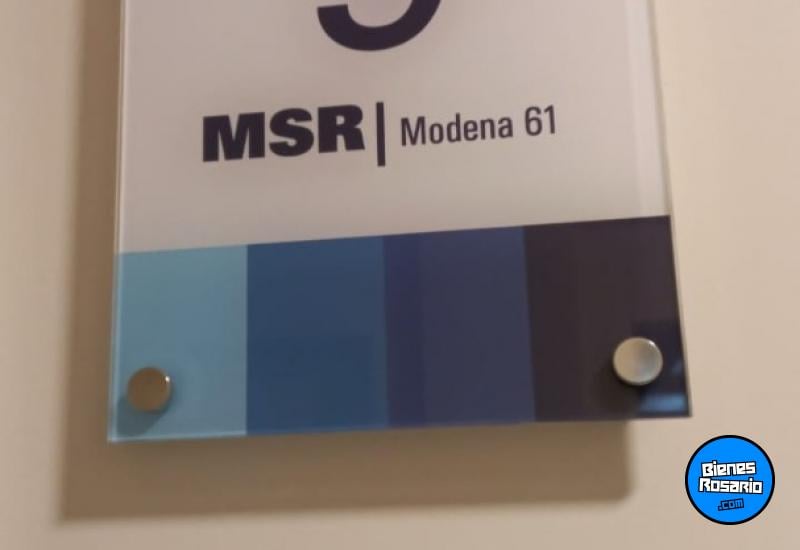 MSR | Modena 61
Bienes
Rosario
.com